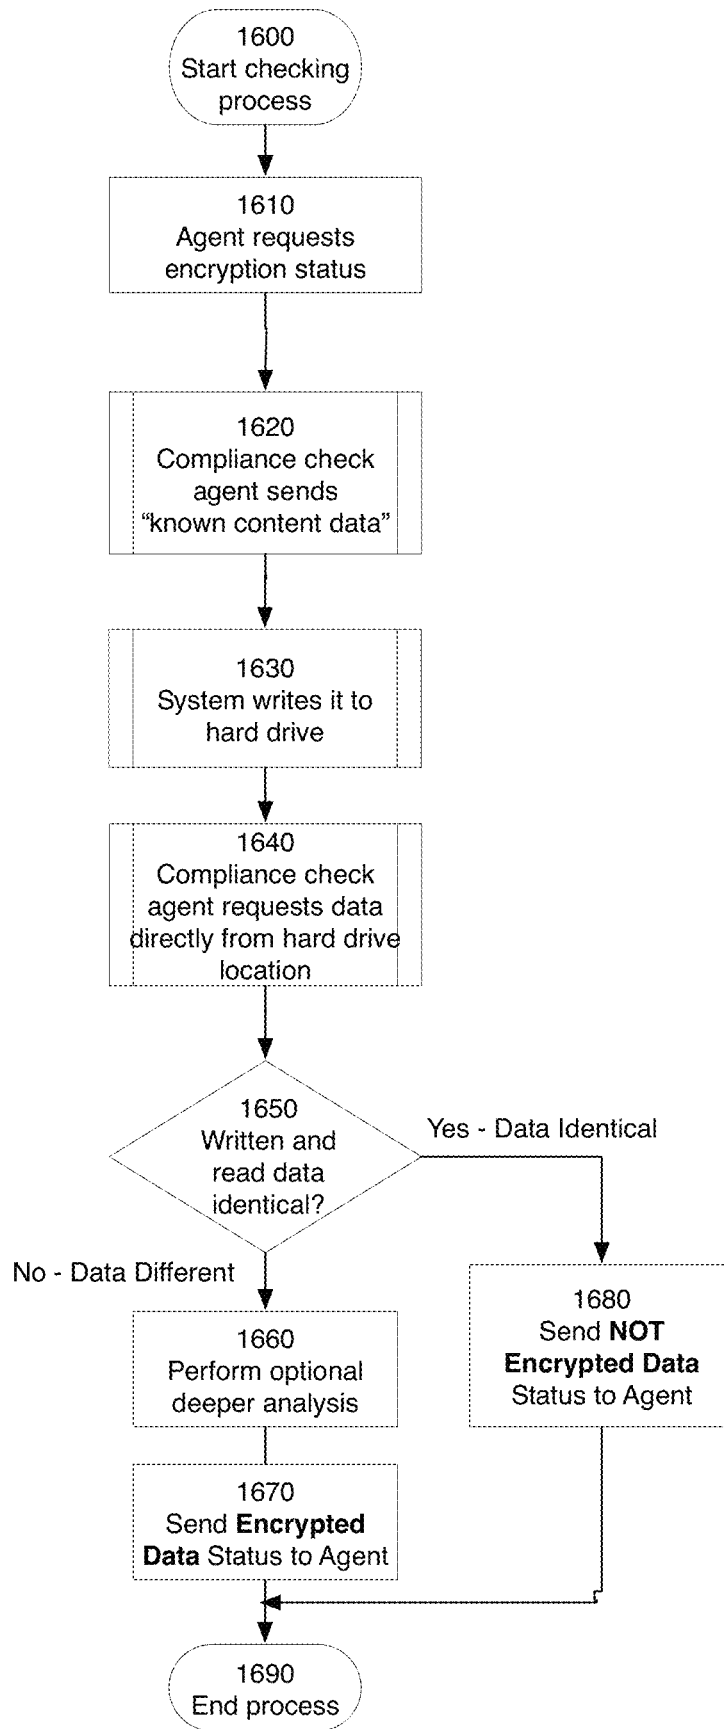 1600
Start checking
process
1610
Agent requests
encryption status
1620
Compliance check
agent sends
“known content data”
1630
System writes it to
hard drive
1640
Compliance check
agent requests data
directly from hard drive
location
1650
Written and
read data
identical?
Yes - Data Identical
No - Data Different
1660
Perform optional
deeper analysis
1680
Send NOT
Encrypted Data
Status to Agent
1670
Send Encrypted
Data Status to Agent
1690
End process